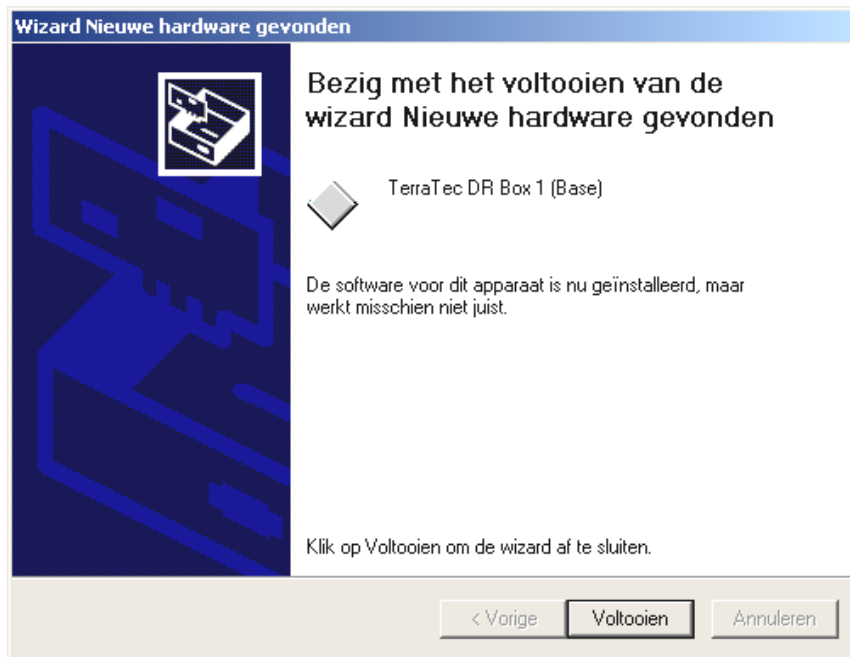 Wizard Nieuwe hardware gevonden
Bezig met het voltooien van de
wizard Nieuwe hardware gevonden
TerraTec DR Box 1 (Base)
De software voor dit apparaat is nu geïnstalleerd, maar
werkt misschien niet juist.
Klik op Voltooien om de wizard af te sluiten.
< Vorige
Voltooien
Annuleren